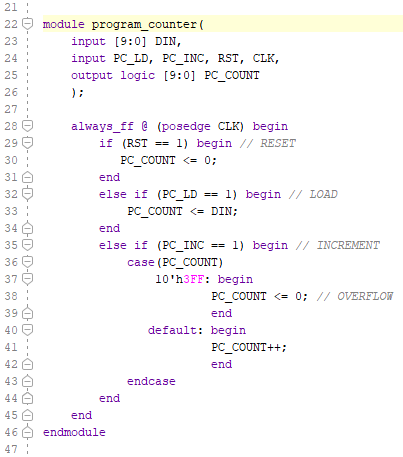 21
22 module program_counter(
23     input [9:0] DIN,
24     input PC_LD, PC_INC, RST, CLK,
25     output logic [9:0] PC_COUNT
26     );
27
28     always_ff @ (posedge CLK) begin
29         if (RST == 1) begin // RESET
30            PC_COUNT <= 0;
31         end
32         else if (PC_LD == 1) begin // LOAD
33             PC_COUNT <= DIN;
34         end
35         else if (PC_INC == 1) begin // INCREMENT
36             case(PC_COUNT)
37                 10'h3FF: begin
38                         PC_COUNT <= 0; // OVERFLOW
39                         end
40                default: begin
41                         PC_COUNT++;
42                         end
43             endcase
44         end
45     end
46 endmodule
47